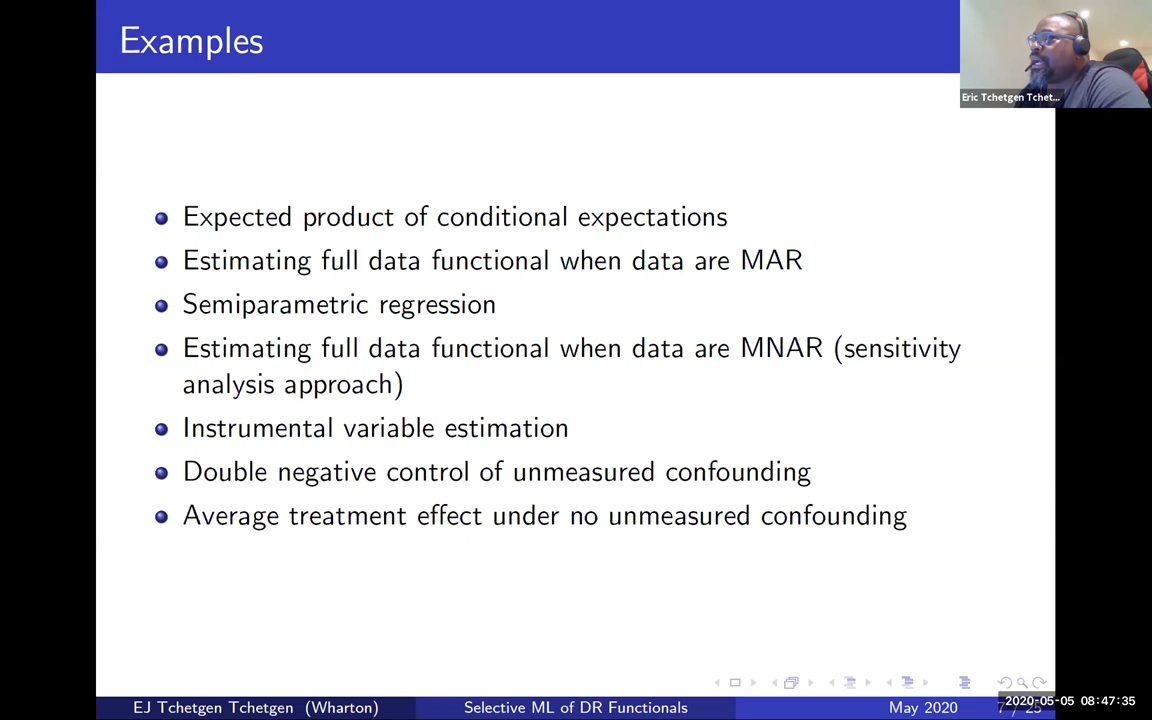 Examples
Eric Tchetgen Tchet...
Expected product of conditional expectations
Estimating full data functional when data are MAR
Semiparametric regression
Estimating full data functional when data are MNAR (sensitivity
analysis approach)
Instrumental variable estimation
Double negative control of unmeasured confounding
Average treatment effect under no unmeasured confounding
EJ Tchetgen Tchetgen (Wharton)
Selective ML of DR Functionals
May 2020
2020-05-05 08:47:35